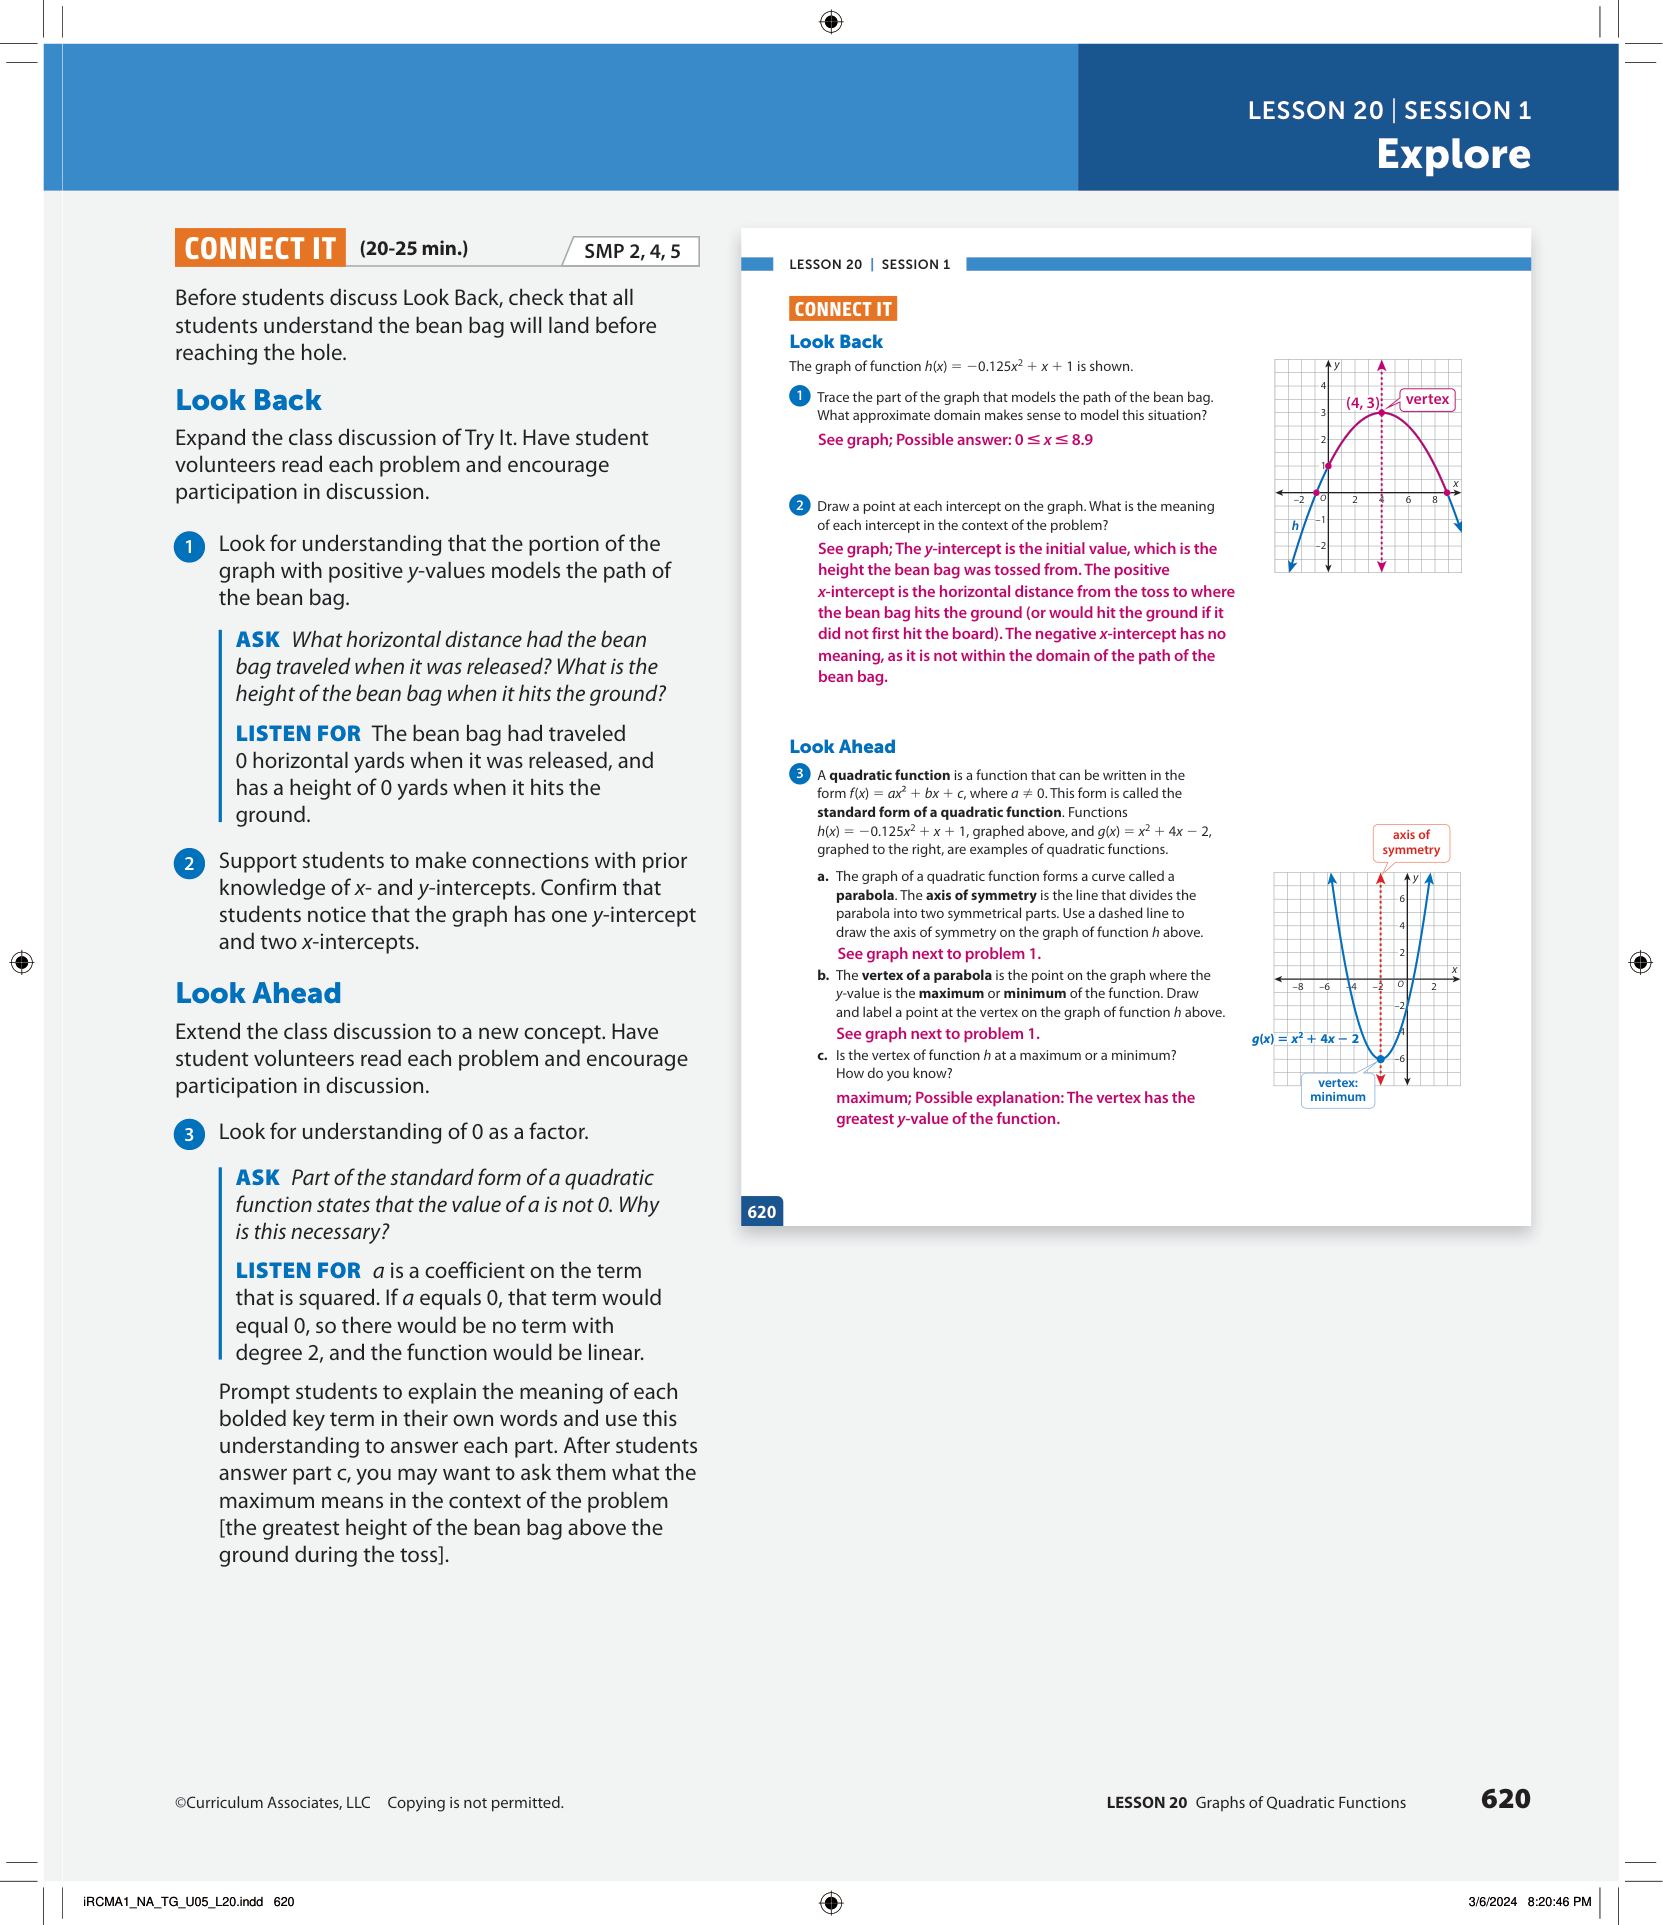 LESSON 20 | SESSION 1
Explore
CONNECT IT (20-25 min.) SMP 2, 4, 5
Before students discuss Look Back, check that all
students understand the bean bag will land before
reaching the hole.
Look Back
Expand the class discussion of Try It. Have student
volunteers read each problem and encourage
participation in discussion.
1 Look for understanding that the portion of the
graph with positive y-values models the path of
the bean bag.
ASK What horizontal distance had the bean
bag traveled when it was released? What is the
height of the bean bag when it hits the ground?
LISTEN FOR The bean bag had traveled
0 horizontal yards when it was released, and
has a height of 0 yards when it hits the
ground.
2 Support students to make connections with prior
knowledge of x- and y-intercepts. Confirm that
students notice that the graph has one y-intercept
and two x-intercepts.
Look Ahead
Extend the class discussion to a new concept. Have
student volunteers read each problem and encourage
participation in discussion.
3 Look for understanding of 0 as a factor.
ASK Part of the standard form of a quadratic
function states that the value of a is not 0. Why
is this necessary?
LISTEN FOR a is a coefficient on the term
that is squared. If a equals 0, that term would
equal 0, so there would be no term with
degree 2, and the function would be linear.
Prompt students to explain the meaning of each
bolded key term in their own words and use this
understanding to answer each part. After students
answer part c, you may want to ask them what the
maximum means in the context of the problem
[the greatest height of the bean bag above the
ground during the toss].
LESSON 20 | SESSION 1
CONNECT IT
Look Back
The graph of function h(x) = −0.125x² + x + 1 is shown.
1 Trace the part of the graph that models the path of the bean bag.
What approximate domain makes sense to model this situation?
See graph; Possible answer: 0 ≤ x ≤ 8.9
2 Draw a point at each intercept on the graph. What is the meaning
of each intercept in the context of the problem?
See graph; The y-intercept is the initial value, which is the
height the bean bag was tossed from. The positive
x-intercept is the horizontal distance from the toss to where
the bean bag hits the ground (or would hit the ground if it
did not first hit the board). The negative x-intercept has no
meaning, as it is not within the domain of the path of the
bean bag.
y
4
(4, 3) vertex
3
2
1
x
−2 O 2 4 6 8
h −1
−2
Look Ahead
3 A quadratic function is a function that can be written in the
form f(x) = ax² + bx + c, where a ≠ 0. This form is called the
standard form of a quadratic function. Functions
h(x) = −0.125x² + x + 1, graphed above, and g(x) = x² + 4x − 2,
graphed to the right, are examples of quadratic functions.
a. The graph of a quadratic function forms a curve called a
parabola. The axis of symmetry is the line that divides the
parabola into two symmetrical parts. Use a dashed line to
draw the axis of symmetry on the graph of function h above.
See graph next to problem 1.
b. The vertex of a parabola is the point on the graph where the
y-value is the maximum or minimum of the function. Draw
and label a point at the vertex on the graph of function h above.
See graph next to problem 1.
c. Is the vertex of function h at a maximum or a minimum?
How do you know?
maximum; Possible explanation: The vertex has the
greatest y-value of the function.
axis of
symmetry
y
6
4
2
x
−8 −6 −4 −2 O 2
−2
−4
g(x) = x² + 4x − 2
−6
vertex:
minimum
620
©Curriculum Associates, LLC Copying is not permitted.
LESSON 20 Graphs of Quadratic Functions 620
iRCMA1_NA_TG_U05_L20.indd 620
3/6/2024 8:20:46 PM